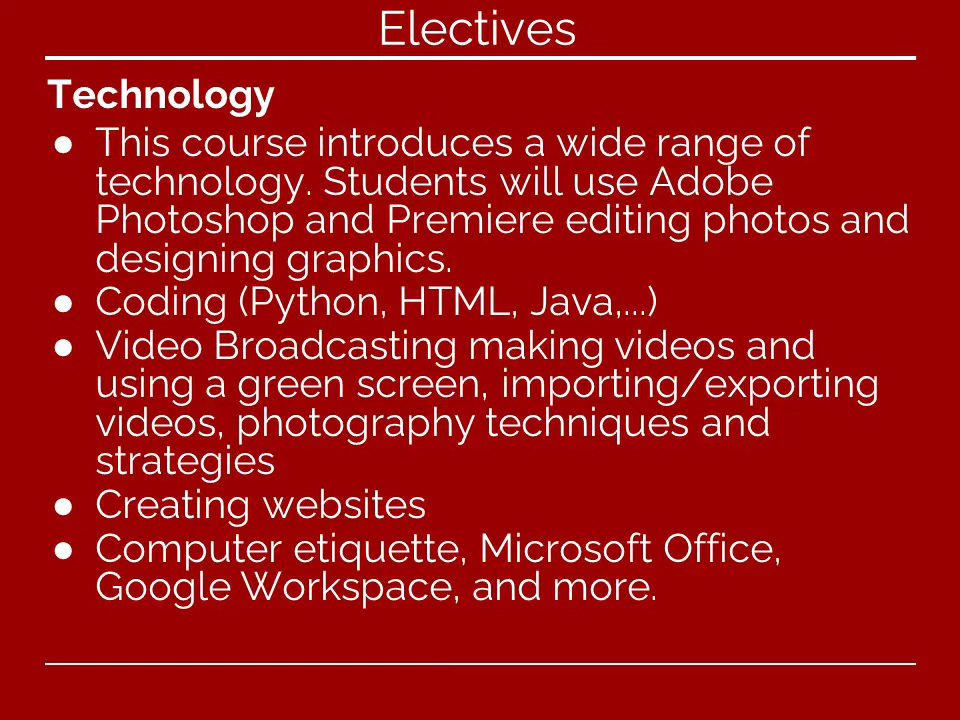 Electives
Technology
● This course introduces a wide range of
technology. Students will use Adobe
Photoshop and Premiere editing photos and
designing graphics.
● Coding (Python, HTML, Java,...)
● Video Broadcasting making videos and
using a green screen, importing/exporting
videos, photography techniques and
strategies
● Creating websites
● Computer etiquette, Microsoft Office,
Google Workspace, and more.